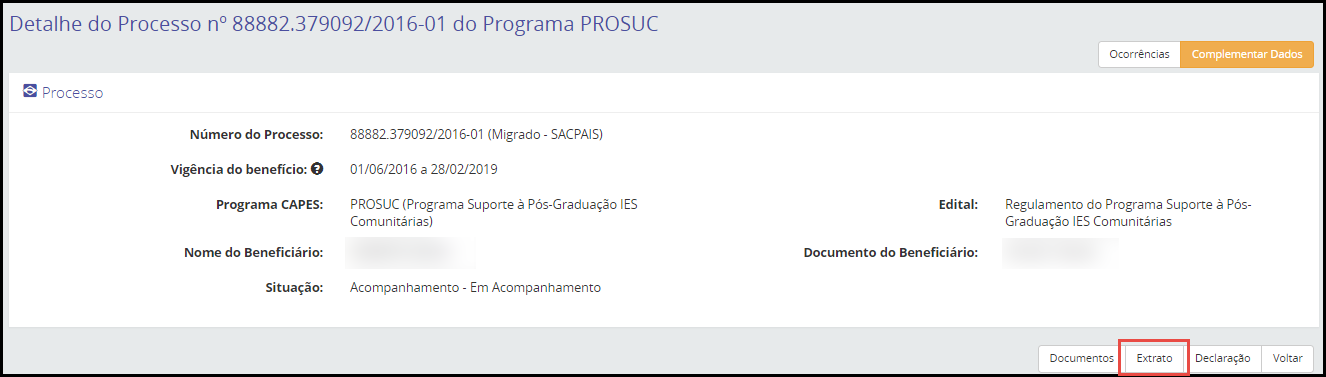 Detalhe do Processo nº 88882.379092/2016-01 do Programa PROSUC
Ocorrências Complementar Dados
Processo
Número do Processo: 88882.379092/2016-01 (Migrado - SACPAIS)
Vigência do benefício: 01/06/2016 a 28/02/2019
Programa CAPES: PROSUC (Programa Suporte à Pós-Graduação IES Edital: Regulamento do Programa Suporte à Pós-
Comunitárias) Graduação IES Comunitárias
Nome do Beneficiário: Documento do Beneficiário:
Situação: Acompanhamento - Em Acompanhamento
Documentos Extrato Declaração Voltar